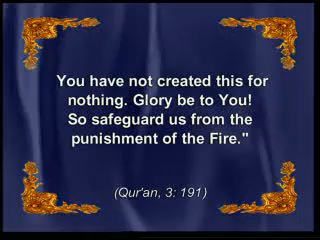 You have not created this for
nothing. Glory be to You!
So safeguard us from the
punishment of the Fire."
(Qur'an, 3: 191)